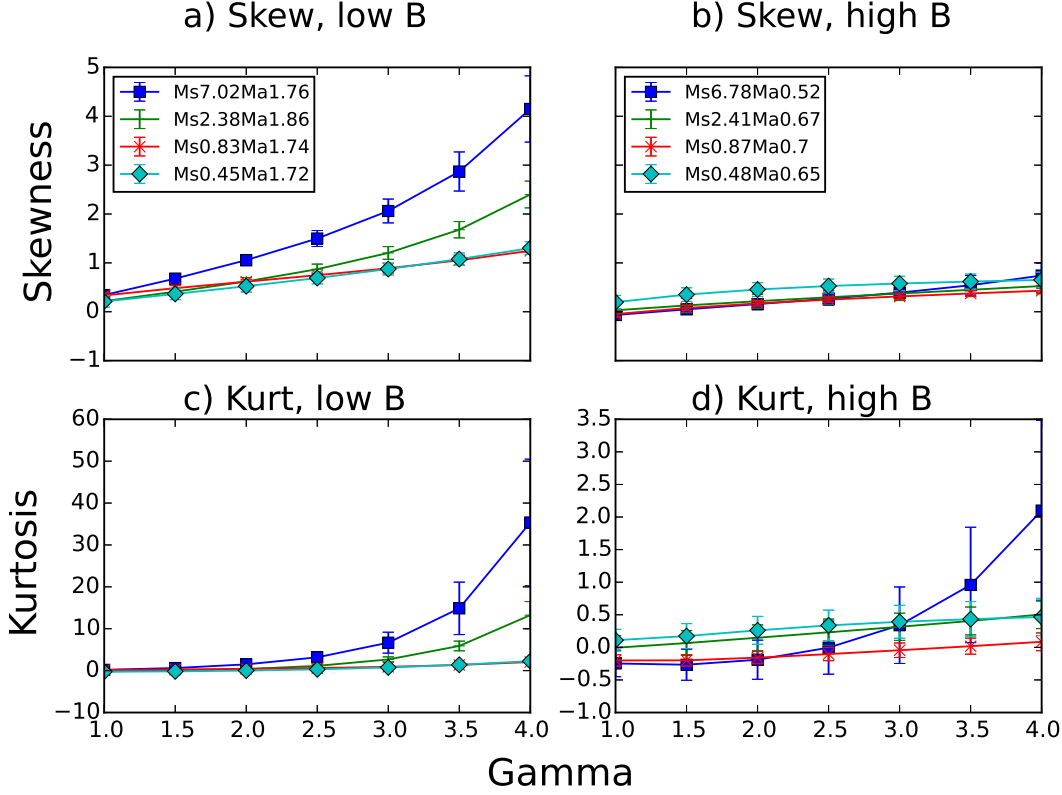 a) Skew, low B
b) Skew, high B
Skewness
5
4
3
2
1
0
−1
Ms7.02Ma1.76
Ms2.38Ma1.86
Ms0.83Ma1.74
Ms0.45Ma1.72
Ms6.78Ma0.52
Ms2.41Ma0.67
Ms0.87Ma0.7
Ms0.48Ma0.65
c) Kurt, low B
d) Kurt, high B
Kurtosis
60
50
40
30
20
10
0
−10
3.5
3.0
2.5
2.0
1.5
1.0
0.5
0.0
−0.5
−1.0
1.0 1.5 2.0 2.5 3.0 3.5 4.0
1.0 1.5 2.0 2.5 3.0 3.5 4.0
Gamma